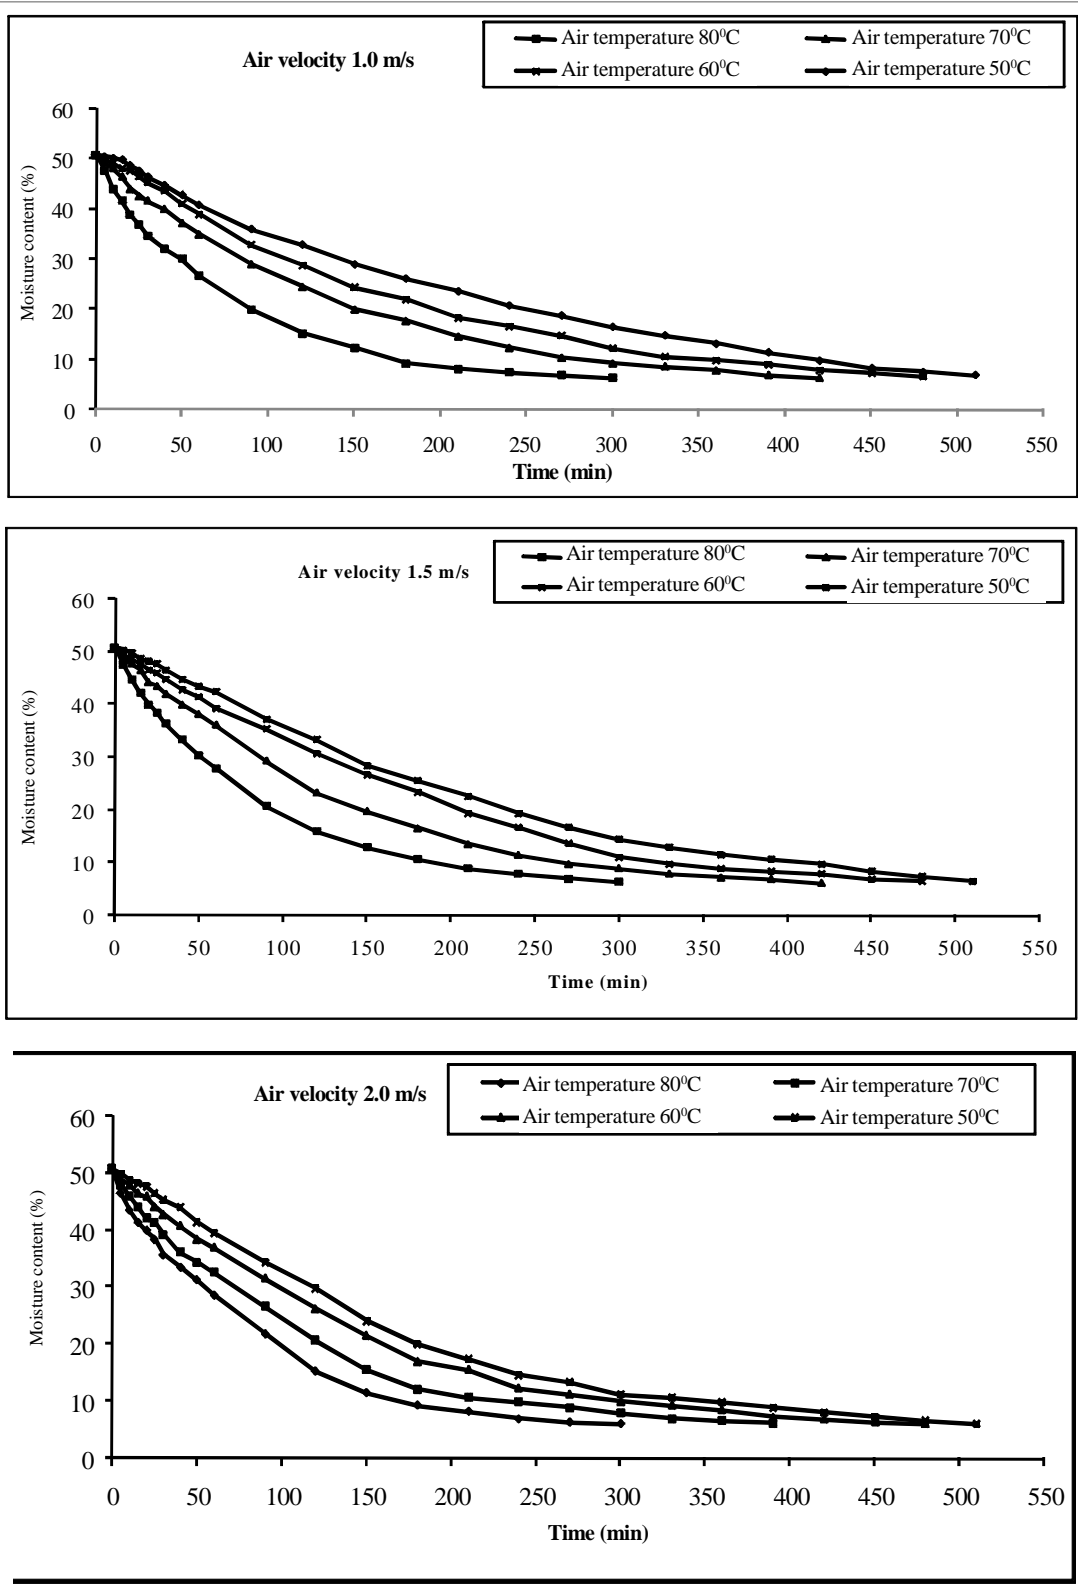 Air velocity 1.0 m/s
Air temperature 80⁰C
Air temperature 70⁰C
Air temperature 60⁰C
Air temperature 50⁰C
60
50
40
30
20
10
0
Moisture content (%)
0 50 100 150 200 250 300 350 400 450 500 550
Time (min)
Air velocity 1.5 m/s
Air temperature 80⁰C
Air temperature 70⁰C
Air temperature 60⁰C
Air temperature 50⁰C
60
50
40
30
20
10
0
Moisture content (%)
0 50 100 150 200 250 300 350 400 450 500 550
Time (min)
Air velocity 2.0 m/s
Air temperature 80⁰C
Air temperature 70⁰C
Air temperature 60⁰C
Air temperature 50⁰C
60
50
40
30
20
10
0
Moisture content (%)
0 50 100 150 200 250 300 350 400 450 500 550
Time (min)